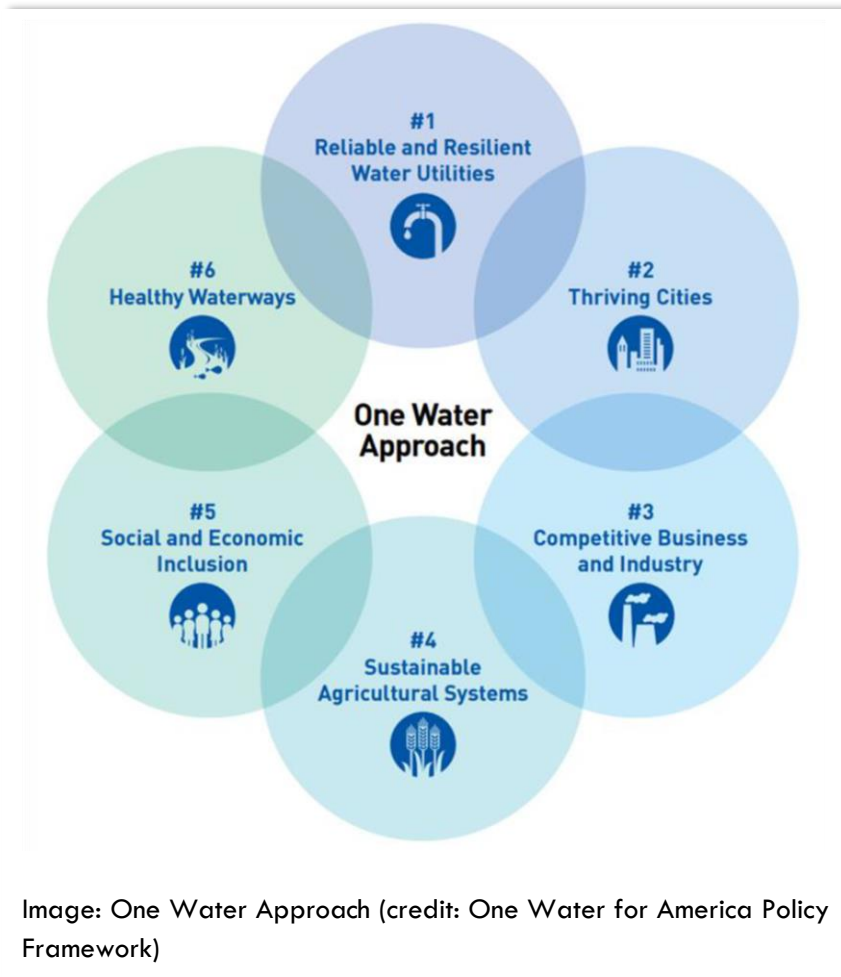 #1
Reliable and Resilient
Water Utilities
#2
Thriving Cities
#3
Competitive Business
and Industry
#4
Sustainable
Agricultural Systems
#5
Social and Economic
Inclusion
#6
Healthy Waterways
One Water
Approach
Image: One Water Approach (credit: One Water for America Policy
Framework)